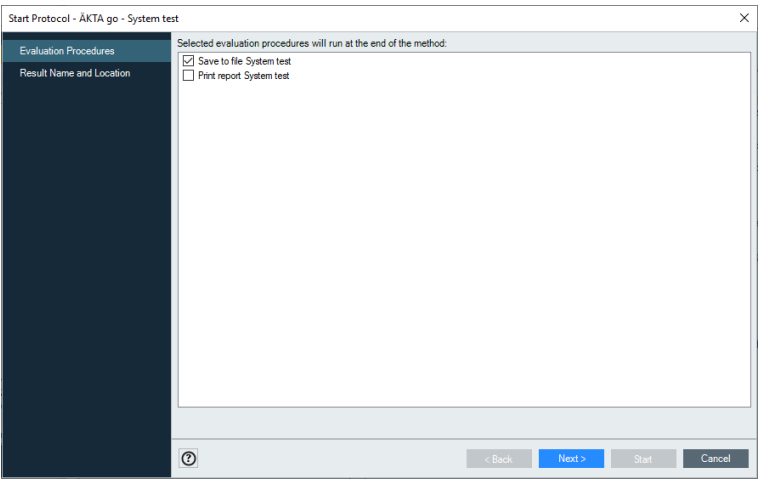 Start Protocol - ÄKTA go - System test
Evaluation Procedures
Result Name and Location
Selected evaluation procedures will run at the end of the method:
Save to file System test
Print report System test
< Back
Next >
Start
Cancel